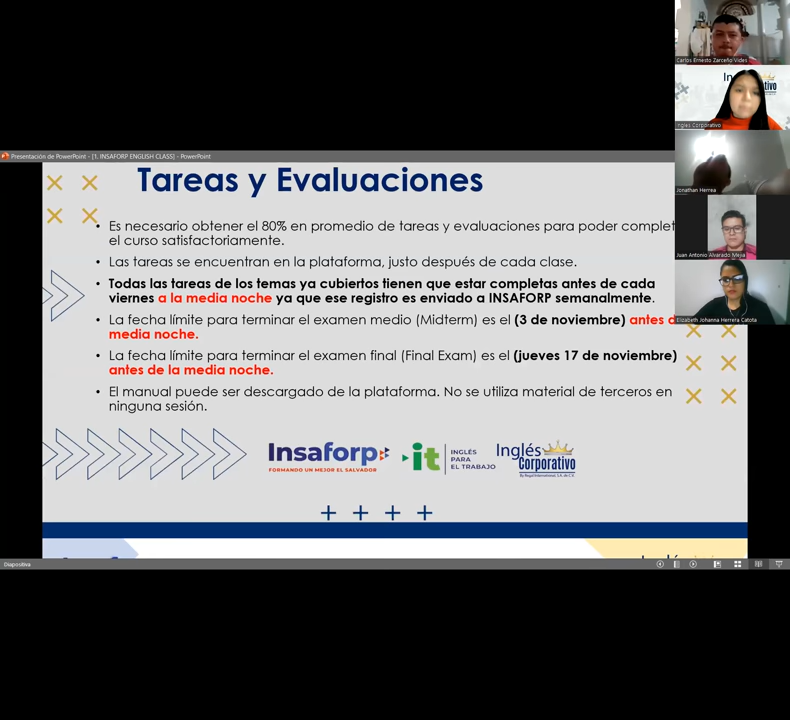 Carlos Ernesto Zarceño Vides
Ingles Corporativo
Jonathan Herrea
Juan Antonio Alvarado Mejia
Elizabeth Johanna Herrera Catota
Presentación de PowerPoint - [1. INSAFORP ENGLISH CLASS] - PowerPoint
Tareas y Evaluaciones
• Es necesario obtener el 80% en promedio de tareas y evaluaciones para poder complet
el curso satisfactoriamente.
• Las tareas se encuentran en la plataforma, justo después de cada clase.
• Todas las tareas de los temas ya cubiertos tienen que estar completas antes de cada
viernes a la media noche ya que ese registro es enviado a INSAFORP semanalmente.
• La fecha límite para terminar el examen medio (Midterm) es el (3 de noviembre) antes d
media noche.
• La fecha límite para terminar el examen final (Final Exam) es el (jueves 17 de noviembre)
antes de la media noche.
• El manual puede ser descargado de la plataforma. No se utiliza material de terceros en
ninguna sesión.
Insaforp
FORMANDO UN MEJOR EL SALVADOR
it
INGLÉS
PARA
EL TRABAJO
Inglés
Corporativo
By Regal International, S.A. de C.V.
Diapositiva